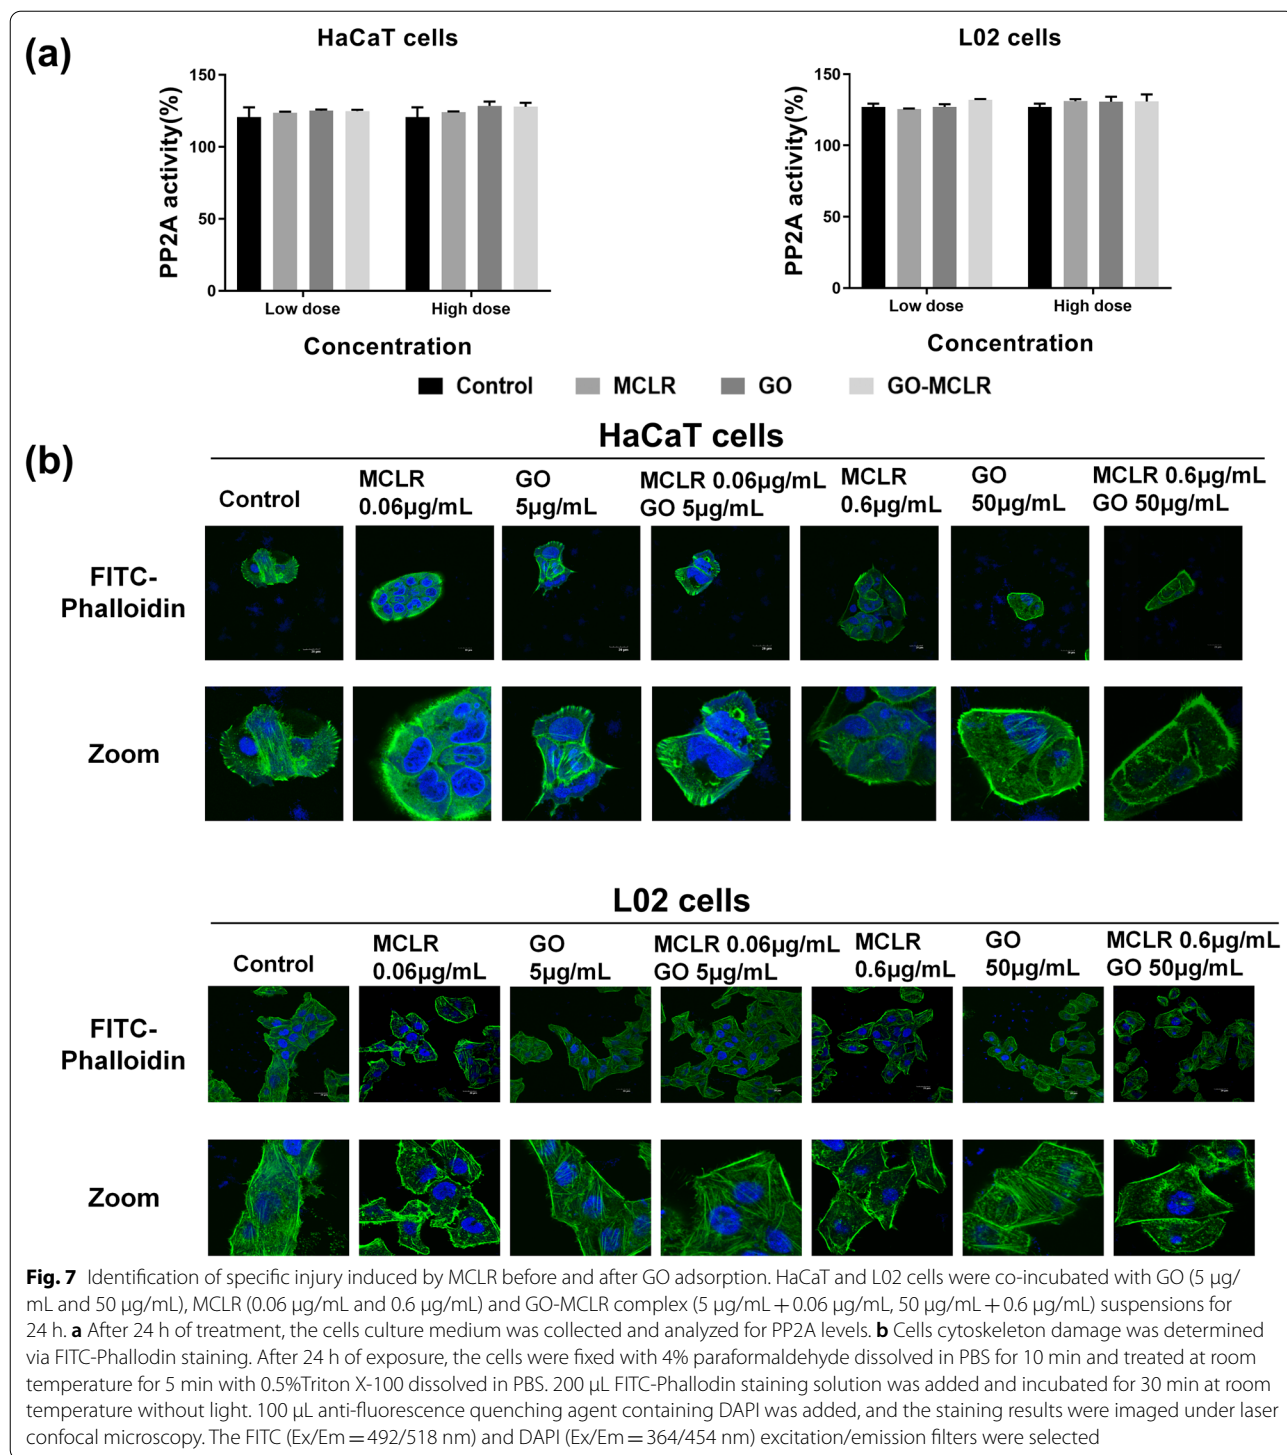 (a)
HaCaT cells
L02 cells
PP2A activity(%)
150
100
50
0
Low dose
High dose
Concentration
PP2A activity(%)
150
100
50
0
Low dose
High dose
Concentration
Control
MCLR
GO
GO-MCLR
(b)
HaCaT cells
Control
MCLR
0.06µg/mL
GO
5µg/mL
MCLR 0.06µg/mL
GO 5µg/mL
MCLR
0.6µg/mL
GO
50µg/mL
MCLR 0.6µg/mL
GO 50µg/mL
FITC-
Phalloidin
Zoom
L02 cells
Control
MCLR
0.06µg/mL
GO
5µg/mL
MCLR 0.06µg/mL
GO 5µg/mL
MCLR
0.6µg/mL
GO
50µg/mL
MCLR 0.6µg/mL
GO 50µg/mL
FITC-
Phalloidin
Zoom
Fig. 7 Identification of specific injury induced by MCLR before and after GO adsorption. HaCaT and L02 cells were co-incubated with GO (5 µg/
mL and 50 µg/mL), MCLR (0.06 µg/mL and 0.6 µg/mL) and GO-MCLR complex (5 µg/mL + 0.06 µg/mL, 50 µg/mL + 0.6 µg/mL) suspensions for
24 h. a After 24 h of treatment, the cells culture medium was collected and analyzed for PP2A levels. b Cells cytoskeleton damage was determined
via FITC-Phallodin staining. After 24 h of exposure, the cells were fixed with 4% paraformaldehyde dissolved in PBS for 10 min and treated at room
temperature for 5 min with 0.5%Triton X-100 dissolved in PBS. 200 µL FITC-Phallodin staining solution was added and incubated for 30 min at room
temperature without light. 100 µL anti-fluorescence quenching agent containing DAPI was added, and the staining results were imaged under laser
confocal microscopy. The FITC (Ex/Em = 492/518 nm) and DAPI (Ex/Em = 364/454 nm) excitation/emission filters were selected